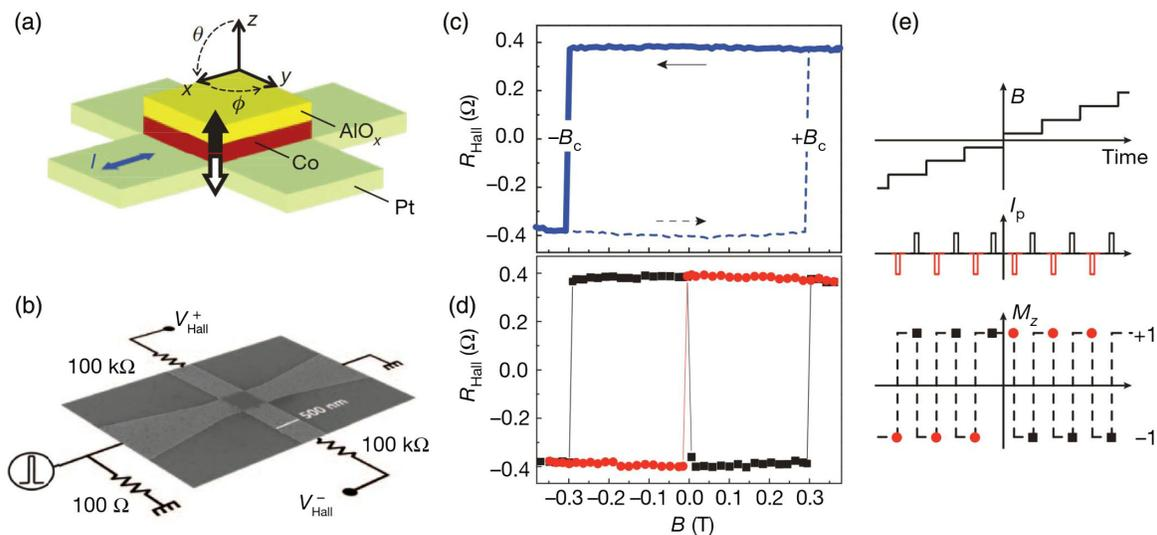 (a)
z
θ
x
y
ϕ
AlOx
I
Co
Pt
(b)
V+Hall
100 kΩ
500 nm
100 kΩ
100 Ω
V−Hall
(c)
0.4
0.2
0.0
−0.2
−0.4
RHall (Ω)
−Bc
+Bc
(d)
0.4
0.2
0.0
−0.2
−0.4
RHall (Ω)
−0.3 −0.2 −0.1 0.0 0.1 0.2 0.3
B (T)
(e)
B
Time
Ip
Mz
+1
−1